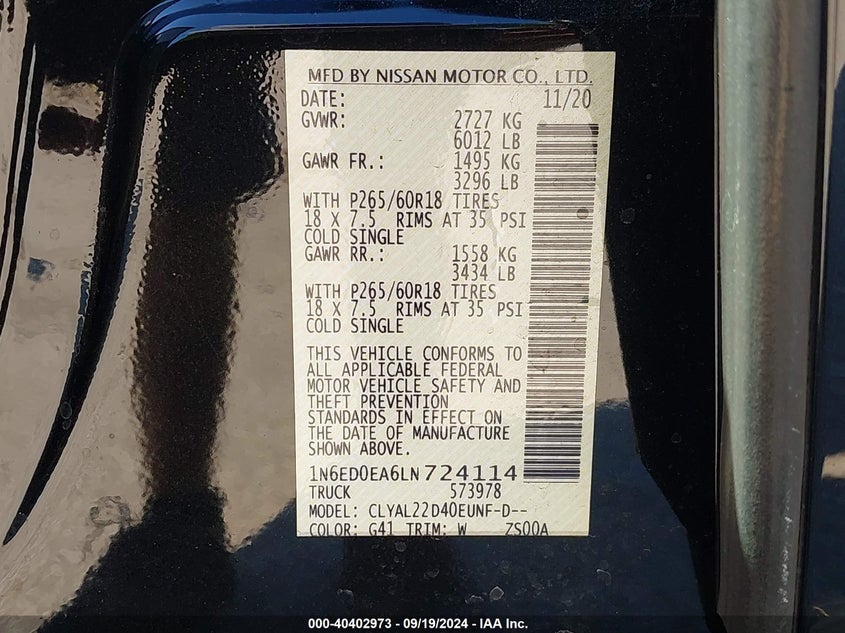 MFD BY NISSAN MOTOR CO., LTD.
DATE: 11/20
GVWR: 2727 KG
6012 LB
GAWR FR.: 1495 KG
3296 LB
WITH P265/60R18 TIRES
18 X 7.5 RIMS AT 35 PSI
COLD SINGLE
GAWR RR.: 1558 KG
3434 LB
WITH P265/60R18 TIRES
18 X 7.5 RIMS AT 35 PSI
COLD SINGLE
THIS VEHICLE CONFORMS TO
ALL APPLICABLE FEDERAL
MOTOR VEHICLE SAFETY AND
THEFT PREVENTION
STANDARDS IN EFFECT ON
THE DATE OF MANUFACTURE
SHOWN ABOVE.
1N6ED0EA6LN724114
TRUCK 573978
MODEL: CLYAL22D40EUNF-D--
COLOR: G41 TRIM: W ZS00A
000-40402973 - 09/19/2024 - IAA Inc.